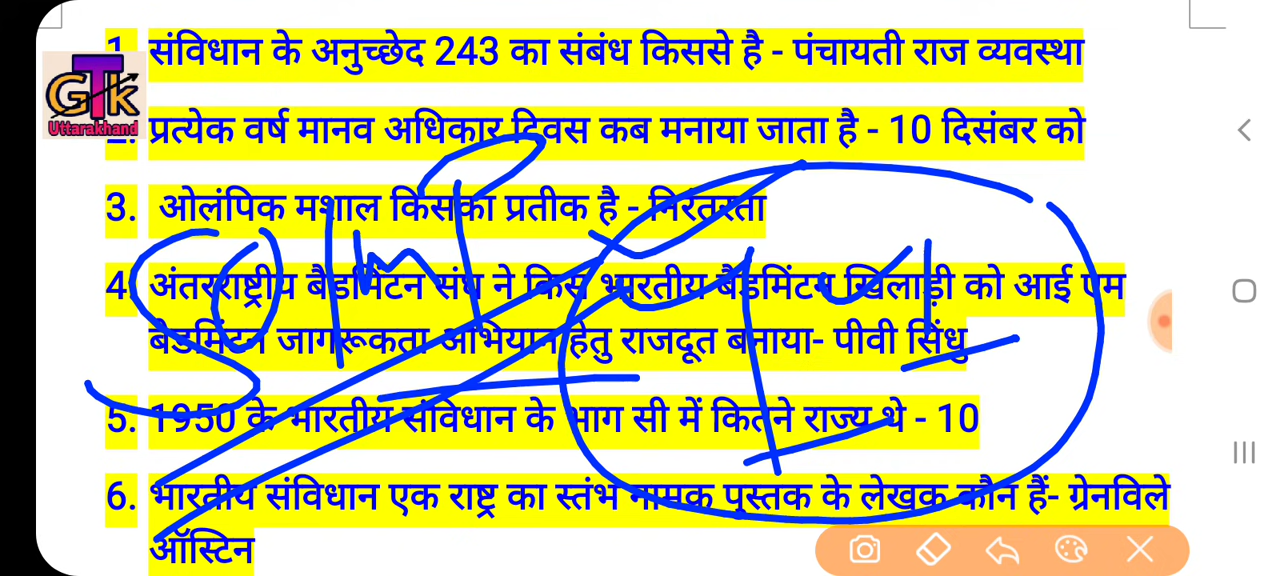 1. संविधान के अनुच्छेद 243 का संबंध किससे है - पंचायती राज व्यवस्था
GTK
Uttarakhand
2. प्रत्येक वर्ष मानव अधिकार दिवस कब मनाया जाता है - 10 दिसंबर को
3. ओलंपिक मशाल किसका प्रतीक है - निरंतरता
4. अंतरराष्ट्रीय बैडमिंटन संघ ने किस भारतीय बैडमिंटन खिलाड़ी को आई एम
बेडमिंटन जागरूकता अभियान हेतु राजदूत बनाया- पीवी सिंधु
5. 1950 के भारतीय संविधान के भाग सी में कितने राज्य थे - 10
6. भारतीय संविधान एक राष्ट्र का स्तंभ नामक पुस्तक के लेखक कौन हैं- ग्रेनविले
ऑस्टिन